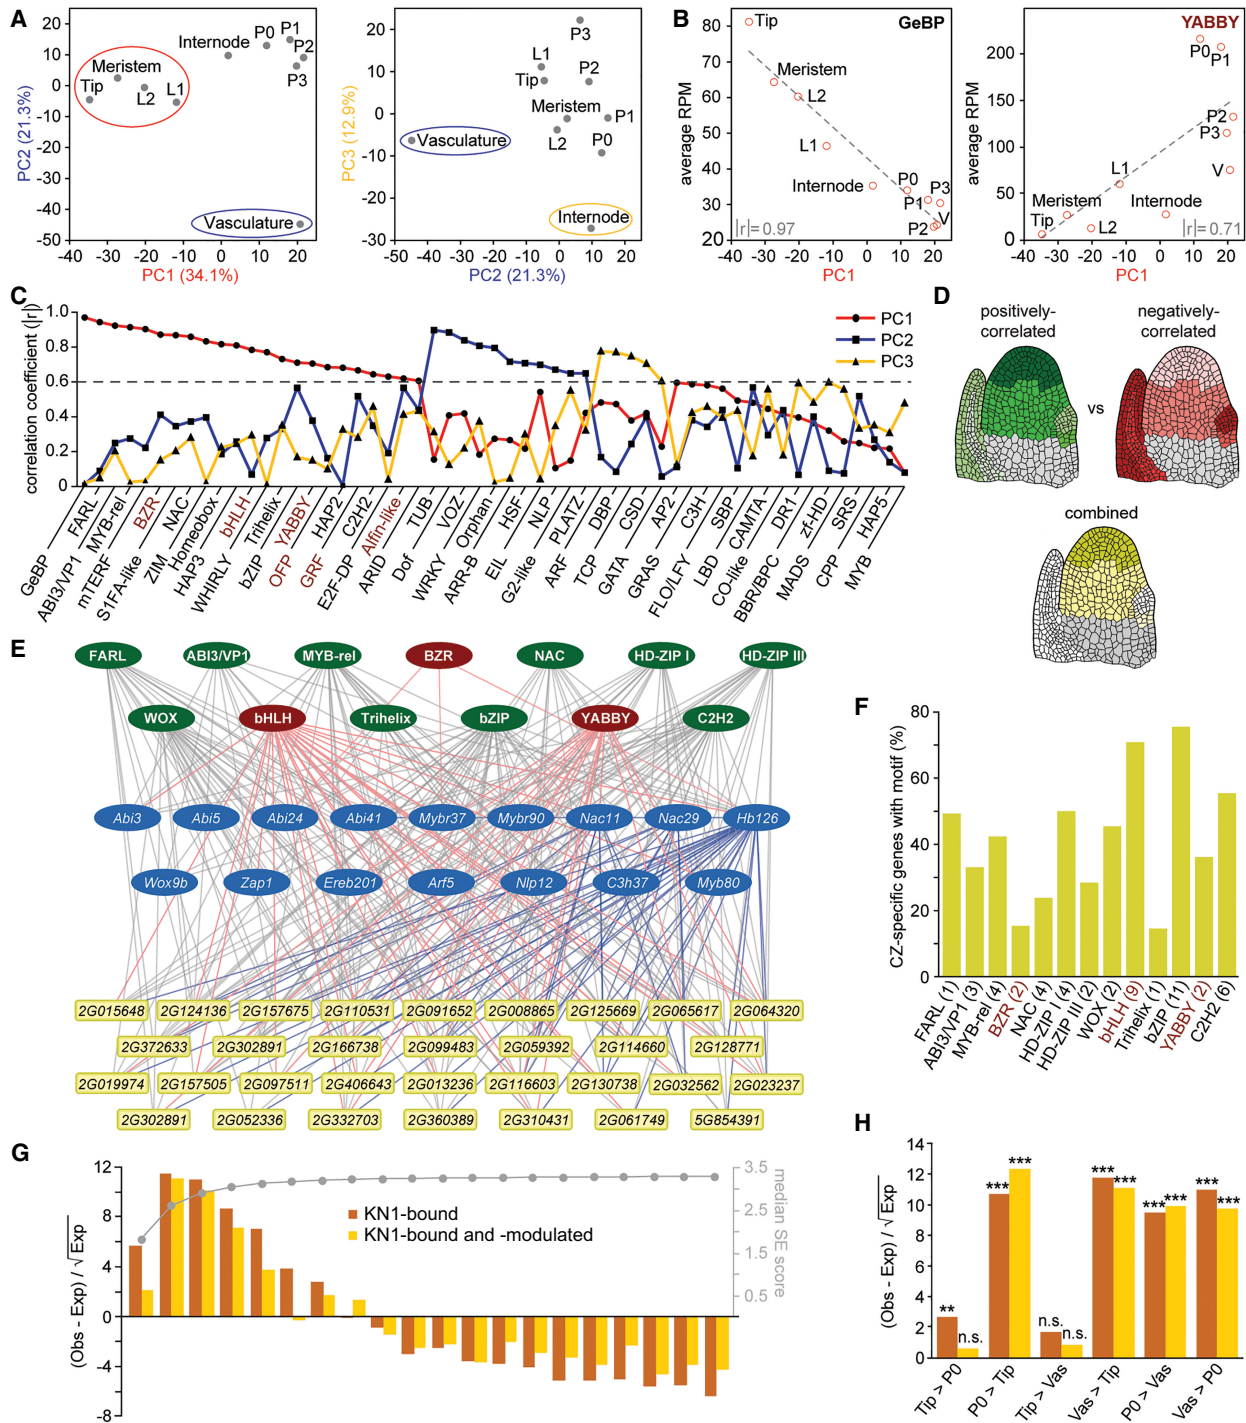 A
20
10
0
-10
-20
-30
-40
-50
PC2 (21.3%)
-40 -30 -20 -10 0 10 20
PC1 (34.1%)
Internode
P0
P1
P2
P3
Meristem
Tip
L2
L1
Vasculature
20
10
0
-10
-20
-30
PC3 (12.9%)
-50 -40 -30 -20 -10 0 10 20
PC2 (21.3%)
P3
L1
Tip
P2
Meristem
P1
L2
P0
Vasculature
Internode
B
GeBP
80
70
60
50
40
30
20
average RPM
-40 -30 -20 -10 0 10 20
PC1
Tip
Meristem
L2
L1
Internode
P0
P3
P1
P2
V
|r|= 0.97
YABBY
200
150
100
50
0
average RPM
-40 -30 -20 -10 0 10 20
PC1
P0
P1
P2
P3
V
L1
Meristem
Internode
Tip
L2
|r|= 0.71
C
1.0
0.8
0.6
0.4
0.2
0
correlation coefficient (|r|)
PC1
PC2
PC3
GeBP
FARL
ABI3/VP1
MYB-rel
mTERF
BZR
S1FA-like
NAC
ZIM
Homeobox
HAP3
bHLH
WHIRLY
Trihelix
bZIP
YABBY
OFP
HAP2
GRF
C2H2
E2F-DP
Alfin-like
ARID
TUB
Dof
VOZ
WRKY
Orphan
ARR-B
HSF
EIL
NLP
G2-like
PLATZ
ARF
DBP
TCP
CSD
GATA
AP2
GRAS
C3H
FLO/LFY
SBP
LBD
CAMTA
CO-like
DR1
BBR/BPC
zf-HD
MADS
SRS
CPP
HAP5
MYB
D
positively-
correlated
vs
negatively-
correlated
combined
E
FARL ABI3/VP1 MYB-rel BZR NAC HD-ZIP I HD-ZIP III
WOX bHLH Trihelix bZIP YABBY C2H2
Abi3 Abi5 Abi24 Abi41 Mybr37 Mybr90 Nac11 Nac29 Hb126
Wox9b Zap1 Ereb201 Arf5 Nlp12 C3h37 Myb80
2G015648 2G124136 2G157675 2G110531 2G091652 2G008865 2G125669 2G065617 2G064320
2G372633 2G302891 2G166738 2G099483 2G059392 2G114660 2G128771
2G019974 2G157505 2G097511 2G406643 2G013236 2G116603 2G130738 2G032562 2G023237
2G302891 2G052336 2G332703 2G360389 2G310431 2G061749 5G854391
F
80
60
40
20
0
CZ-specific genes with motif (%)
FARL (1)
ABI3/VP1 (3)
MYB-rel (4)
BZR (2)
NAC (4)
HD-ZIP I (4)
HD-ZIP III (2)
WOX (2)
bHLH (9)
Trihelix (1)
bZIP (11)
YABBY (2)
C2H2 (6)
G
12
8
4
0
-4
-8
(Obs - Exp) / √Exp
KN1-bound
KN1-bound and -modulated
3.5
2.5
1.5
0.5
median SE score
H
14
12
10
8
6
4
2
0
(Obs - Exp) / √Exp
** n.s.
*** ***
n.s. n.s.
*** ***
*** ***
*** ***
Tip > P0
P0 > Tip
Tip > Vas
Vas > Tip
P0 > Vas
Vas > P0